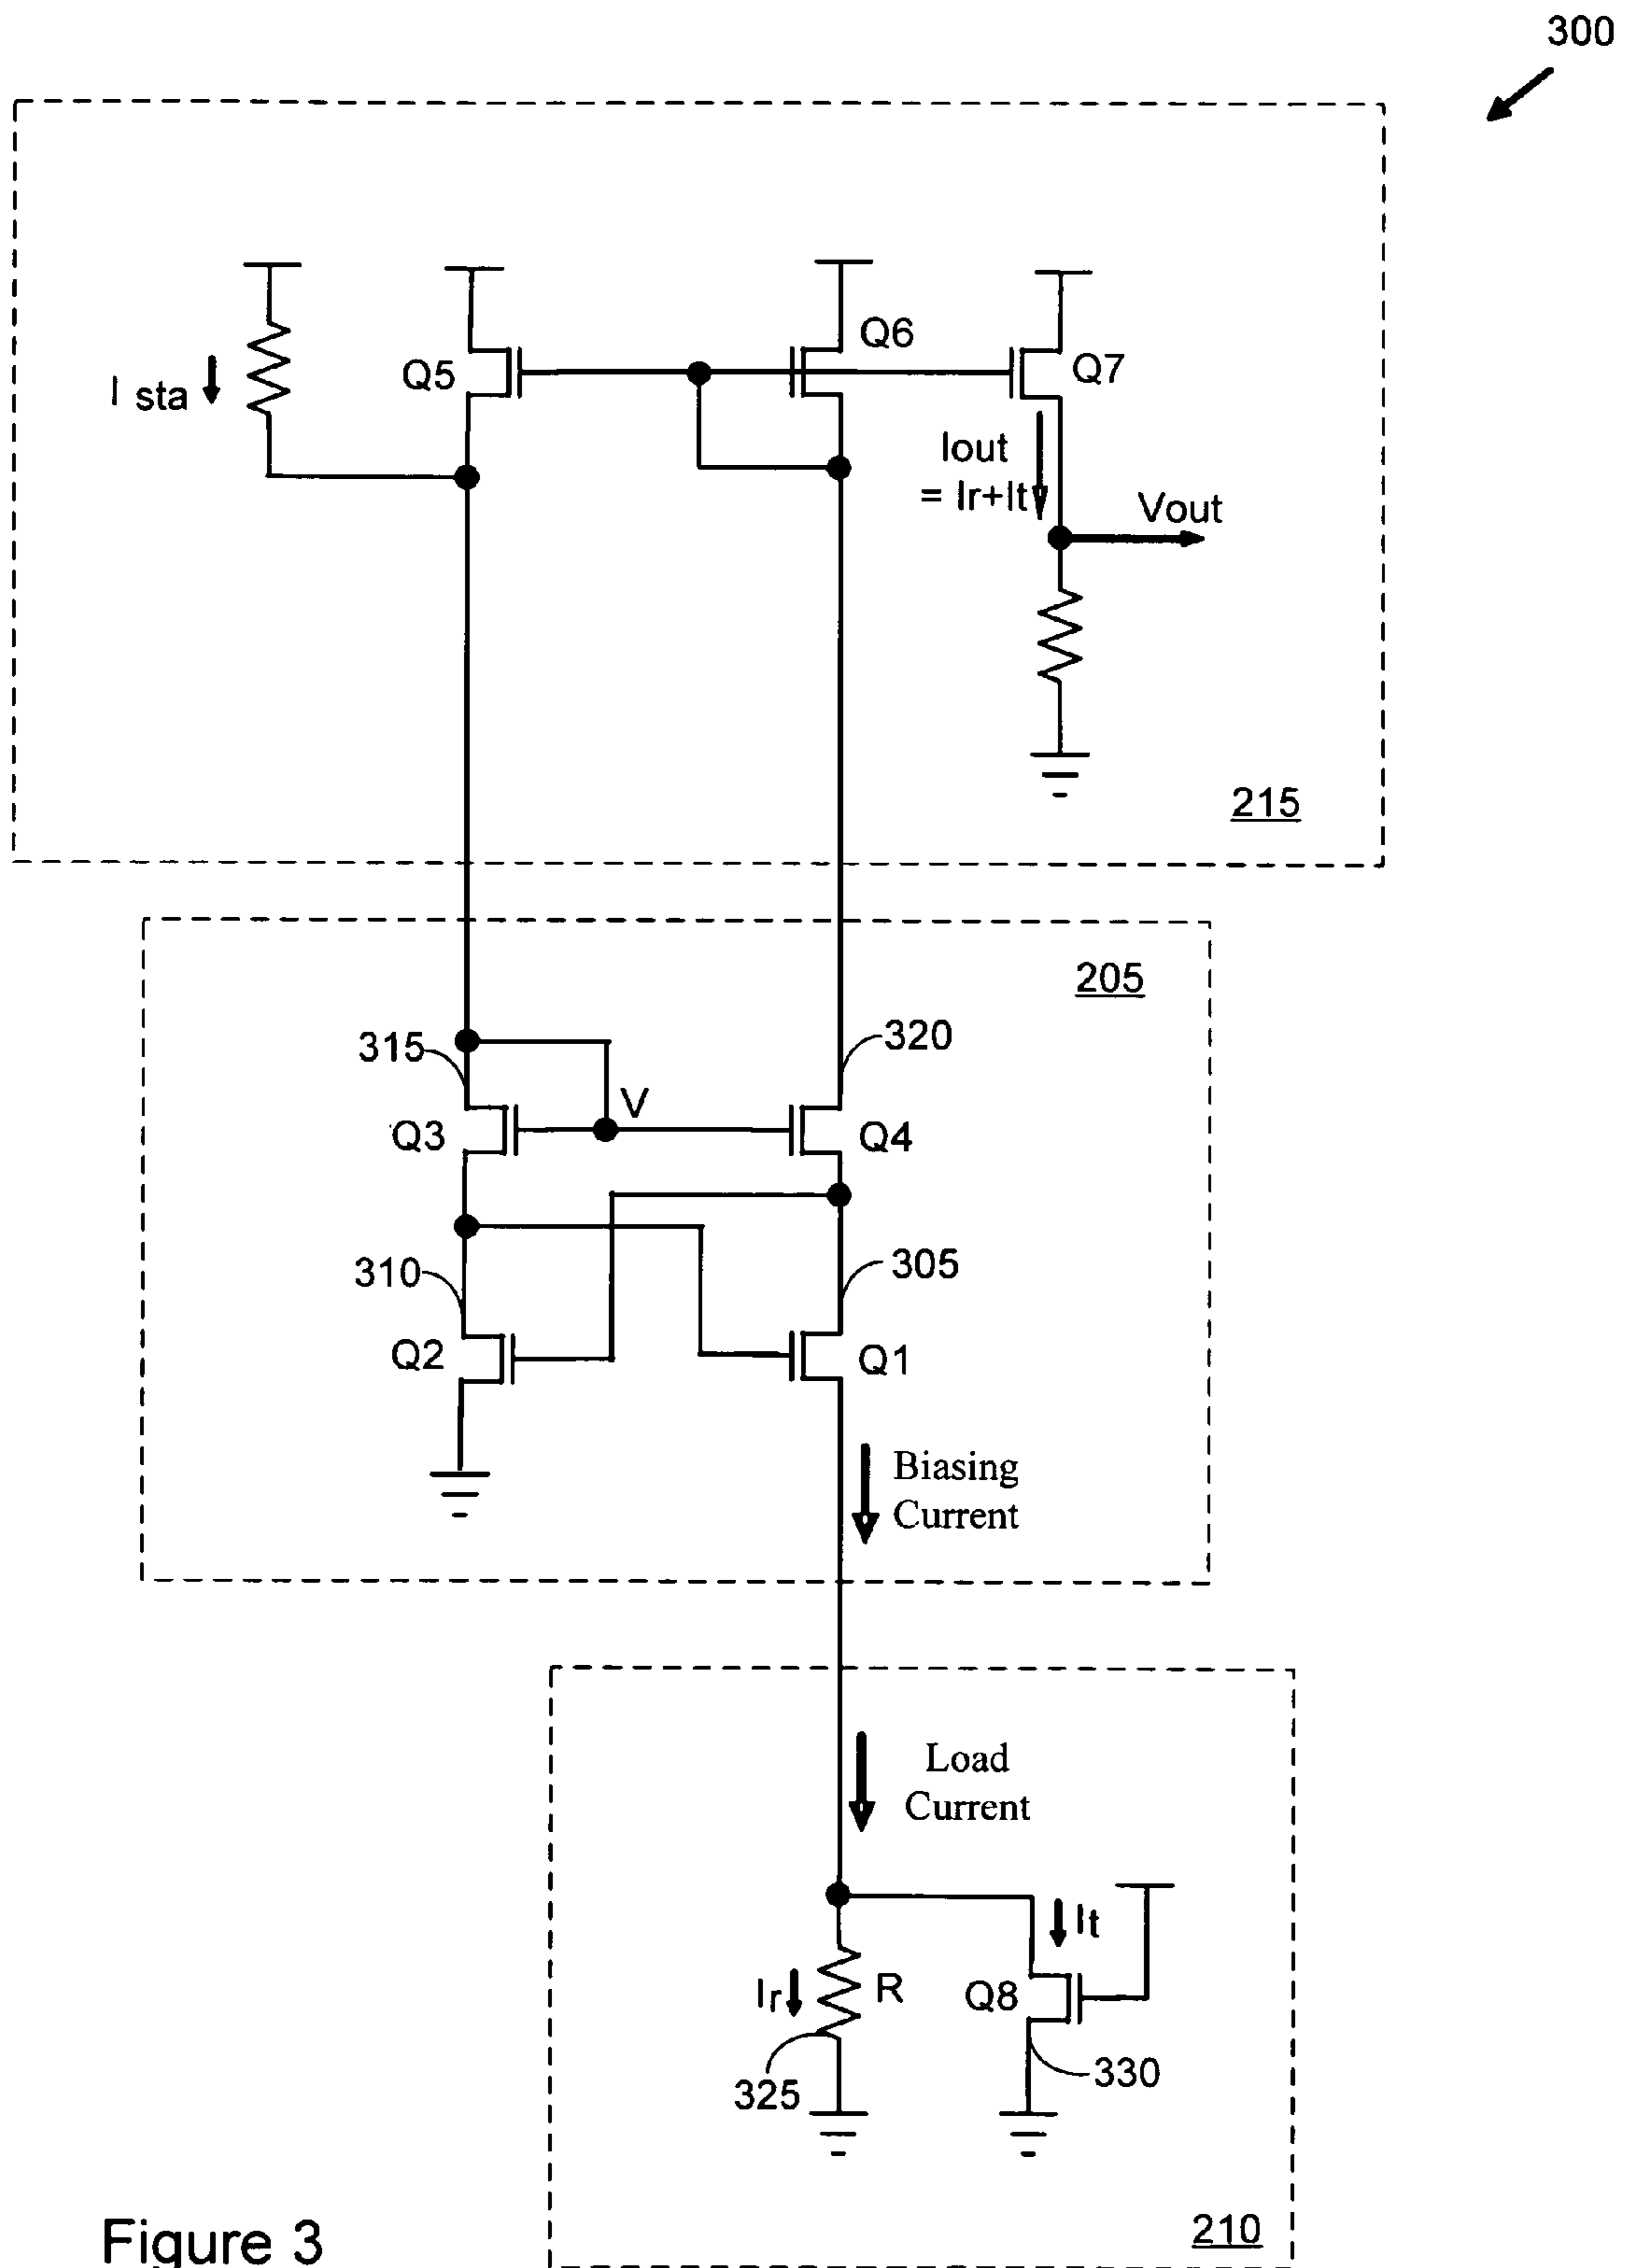 300
Q6
Q5
Q7
I sta
Iout
= Ir+It
Vout
215
205
315
320
V
Q3
Q4
310
305
Q2
Q1
Biasing
Current
Load
Current
It
Ir
R
Q8
325
330
210
Figure 3